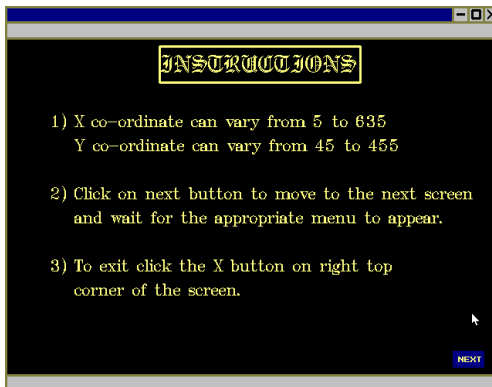 INSTRUCTIONS
1) X co-ordinate can vary from 5 to 635
Y co-ordinate can vary from 45 to 455
2) Click on next button to move to the next screen
and wait for the appropriate menu to appear.
3) To exit click the X button on right top
corner of the screen.
NEXT